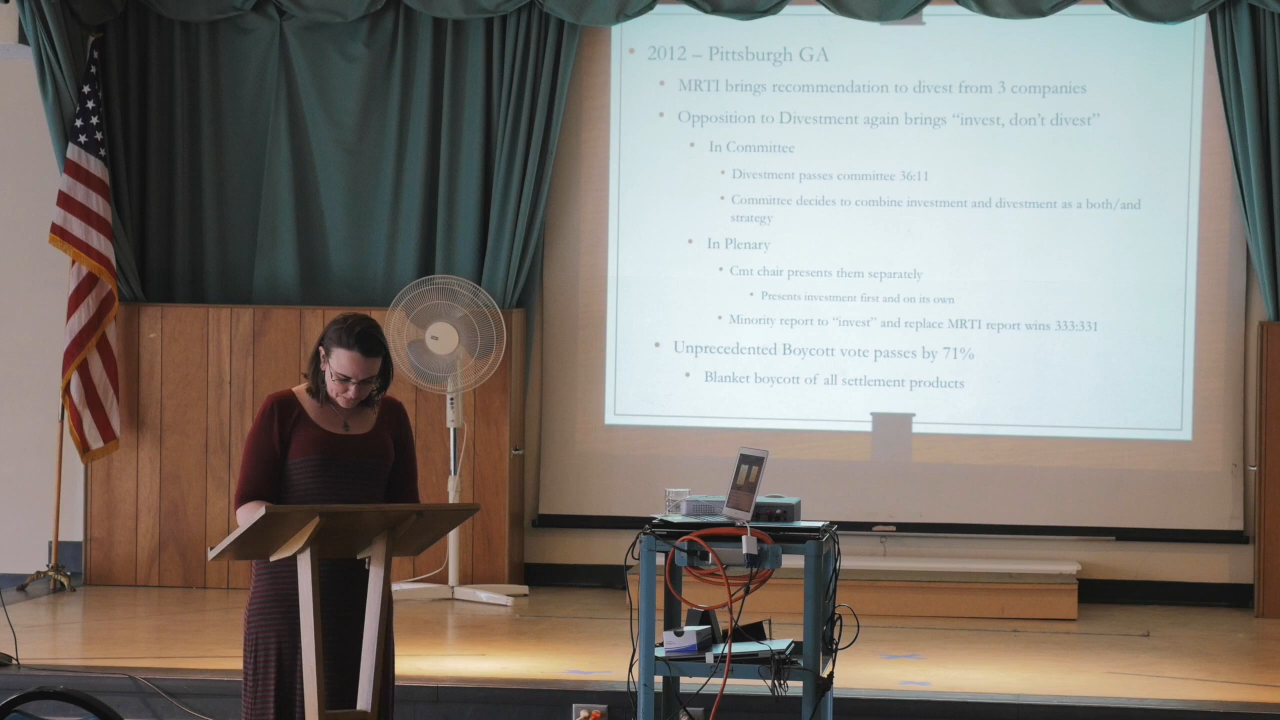 • 2012 – Pittsburgh GA
• MRTI brings recommendation to divest from 3 companies
• Opposition to Divestment again brings “invest, don’t divest”
• In Committee
• Divestment passes committee 36:11
• Committee decides to combine investment and divestment as a both/and
strategy
• In Plenary
• Cmt chair presents them separately
• Presents investment first and on its own
• Minority report to “invest” and replace MRTI report wins 333:331
• Unprecedented Boycott vote passes by 71%
• Blanket boycott of all settlement products